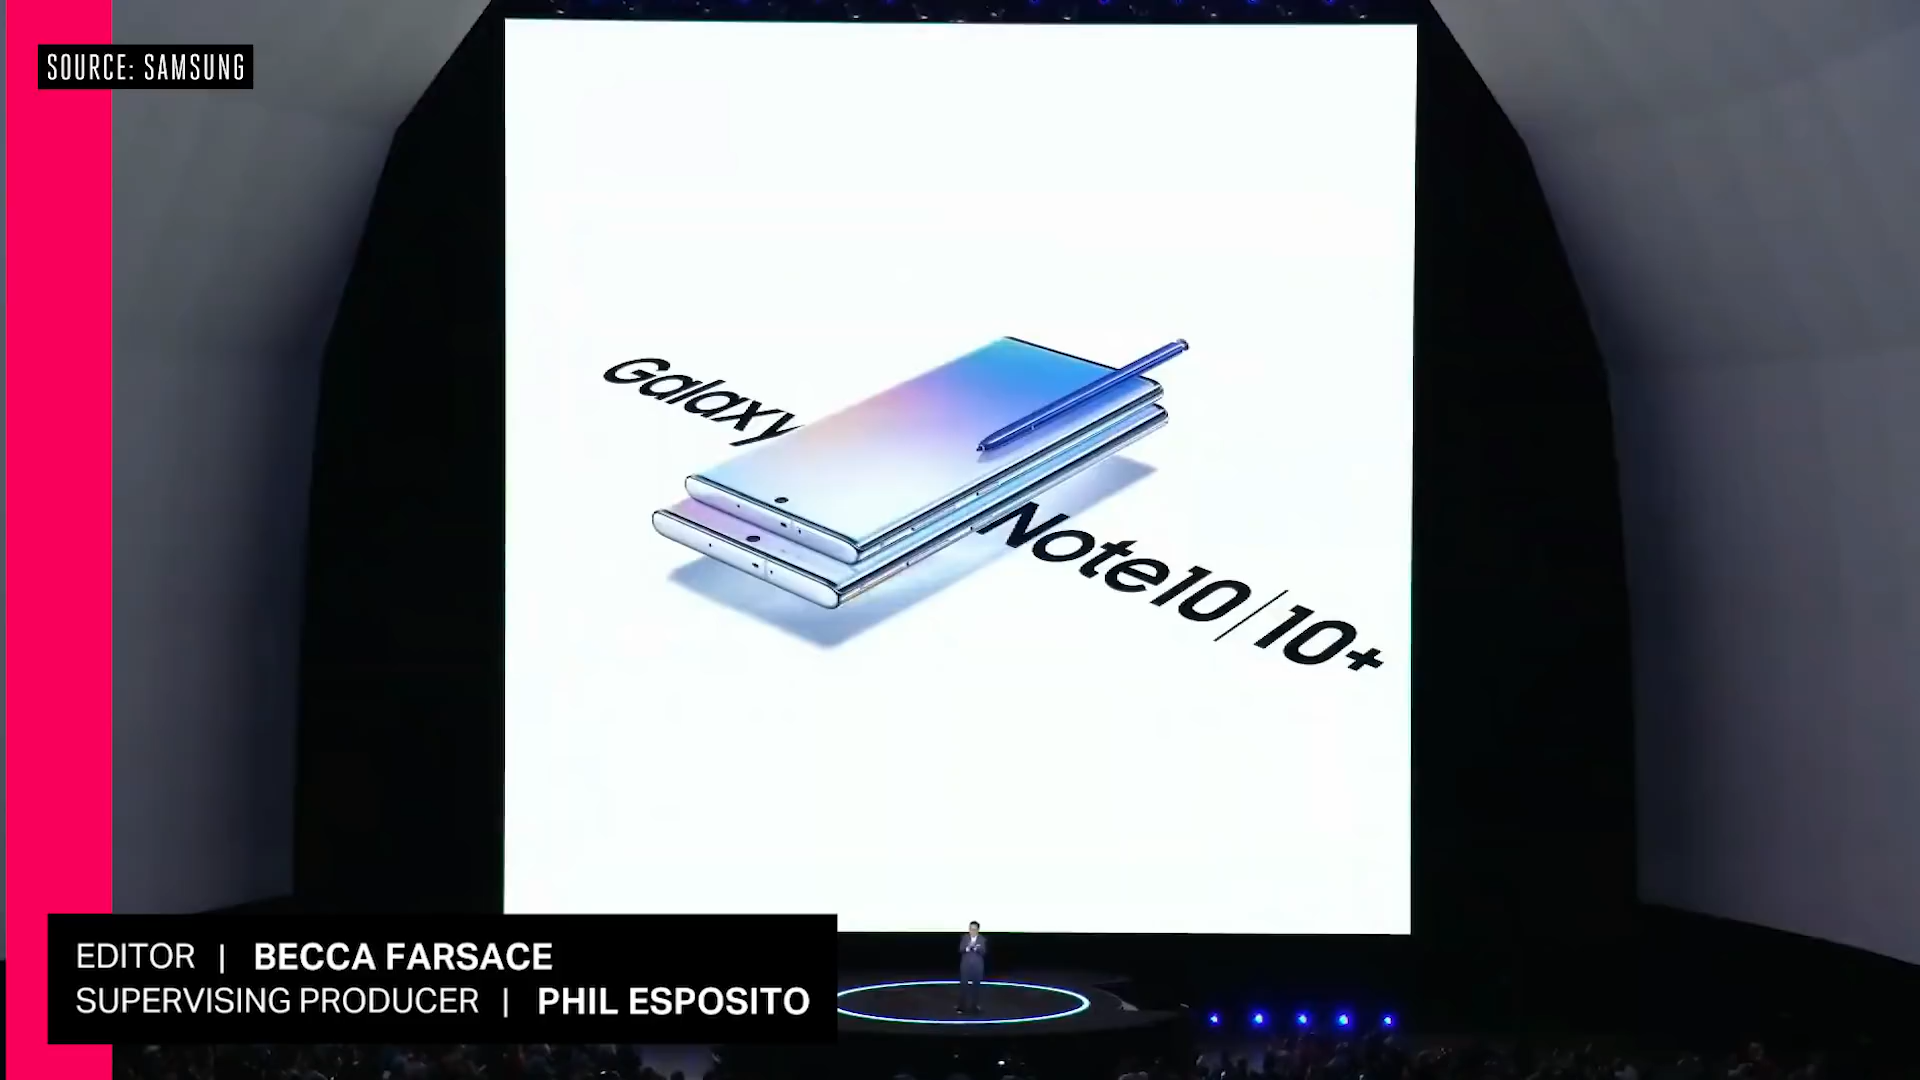 SOURCE: SAMSUNG
Galaxy
Note10/10+
EDITOR | BECCA FARSACE
SUPERVISING PRODUCER | PHIL ESPOSITO